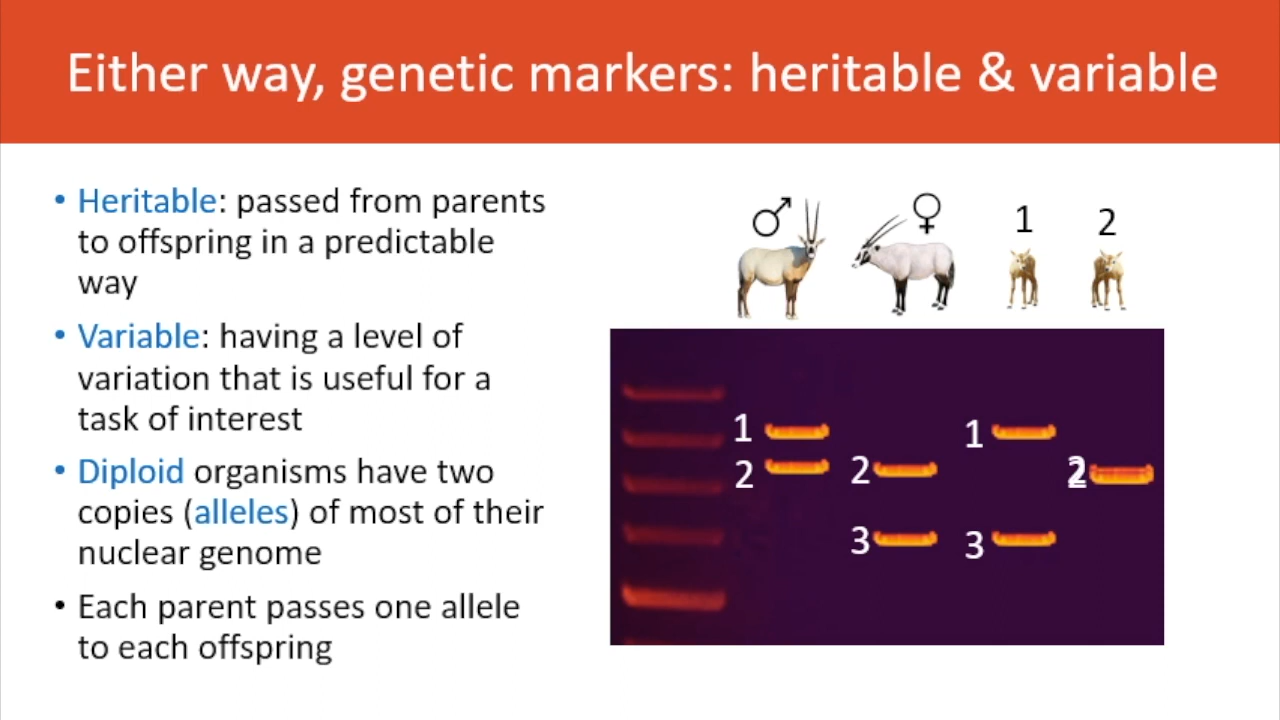 Either way, genetic markers: heritable & variable
• Heritable: passed from parents
to offspring in a predictable
way
• Variable: having a level of
variation that is useful for a
task of interest
• Diploid organisms have two
copies (alleles) of most of their
nuclear genome
• Each parent passes one allele
to each offspring
♂ ♀ 1 2
1 1
2 2 2 2
3 3